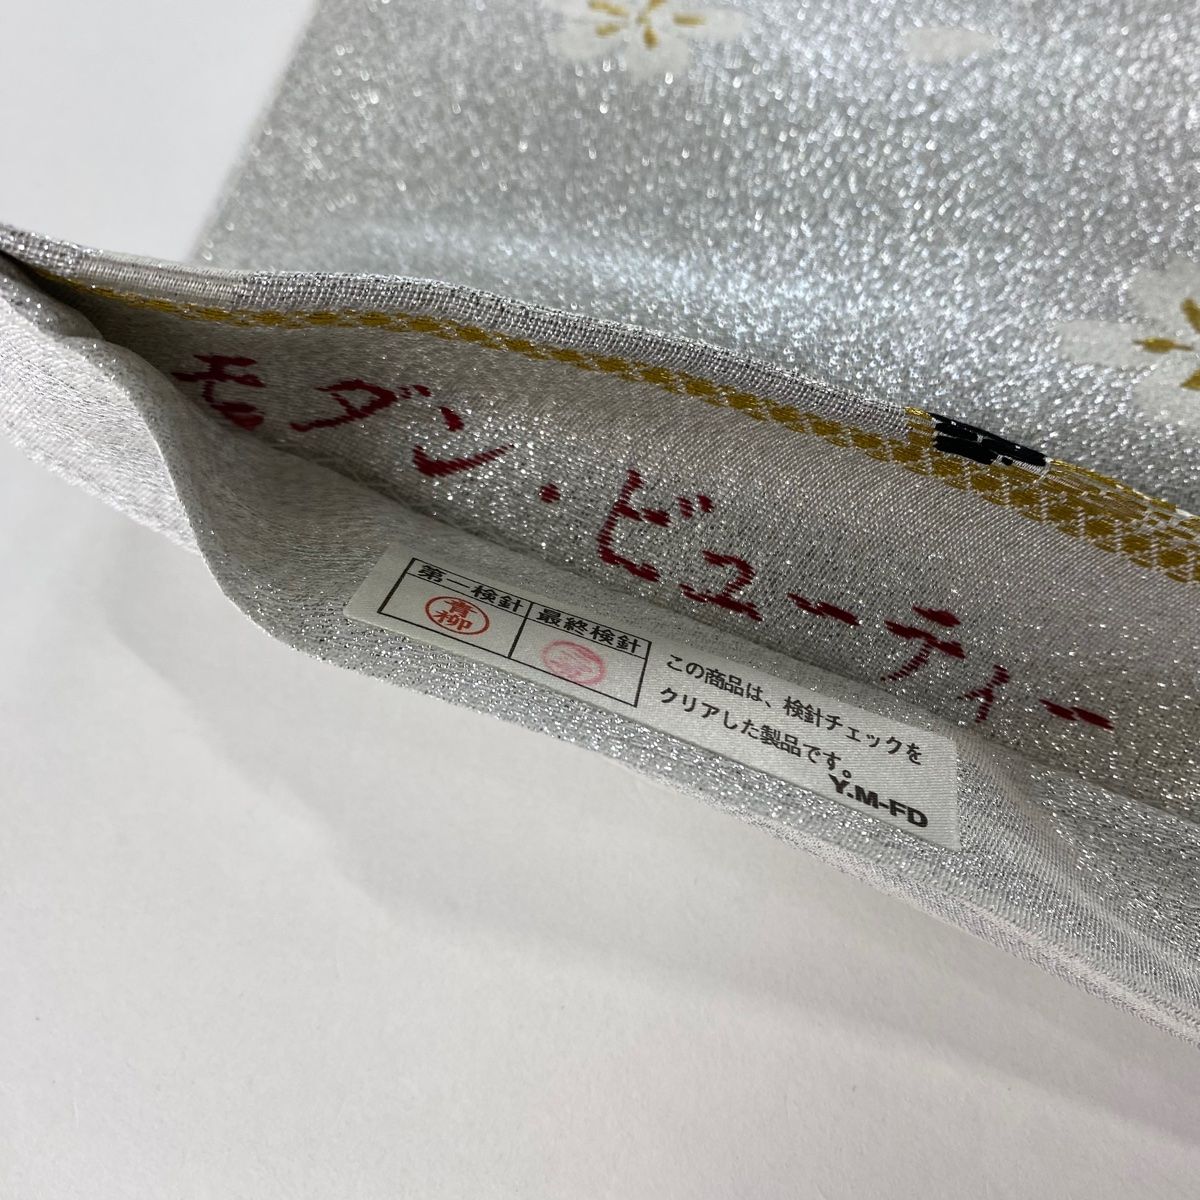 モダン・ビューティー
第一検針
最終検針
青柳
この商品は、検針チェックを
クリアした製品です。
Y.M-FD